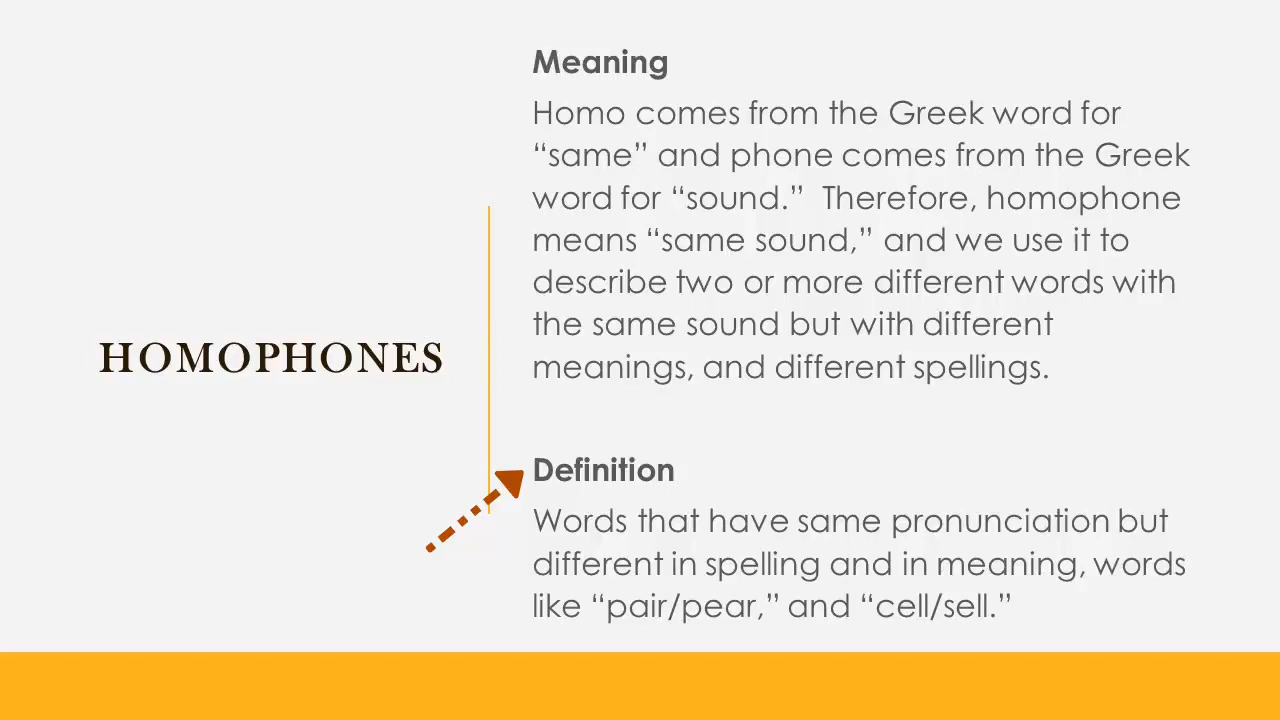 HOMOPHONES
Meaning
Homo comes from the Greek word for
“same” and phone comes from the Greek
word for “sound.”  Therefore, homophone
means “same sound,” and we use it to
describe two or more different words with
the same sound but with different
meanings, and different spellings.
Definition
Words that have same pronunciation but
different in spelling and in meaning, words
like “pair/pear,” and “cell/sell.”